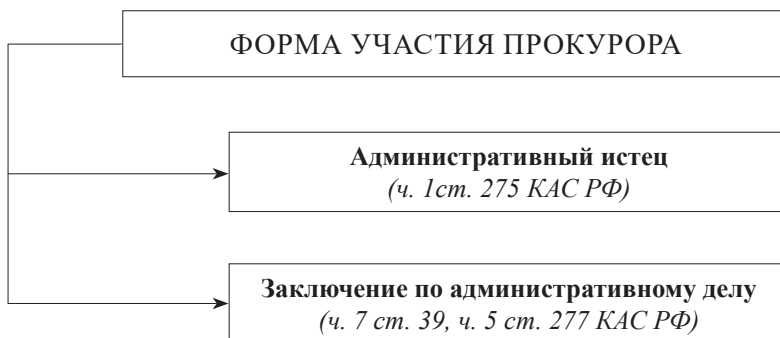 ФОРМА УЧАСТИЯ ПРОКУРОРА
Административный истец
(ч. 1ст. 275 КАС РФ)
Заключение по административному делу
(ч. 7 ст. 39, ч. 5 ст. 277 КАС РФ)